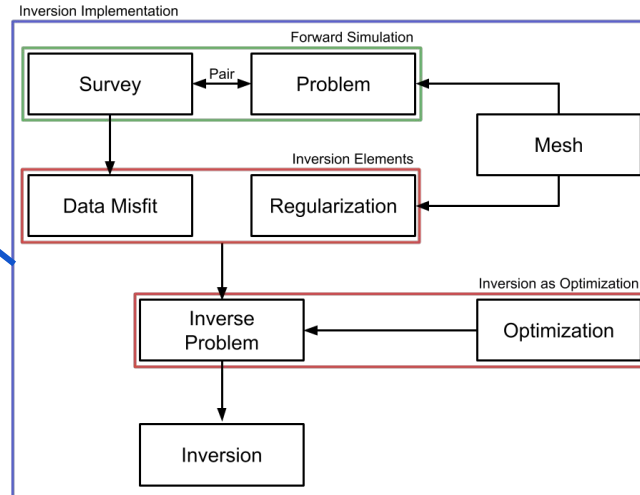 Inversion Implementation
Forward Simulation
Survey
Pair
Problem
Mesh
Inversion Elements
Data Misfit
Regularization
Inversion as Optimization
Inverse
Problem
Optimization
Inversion